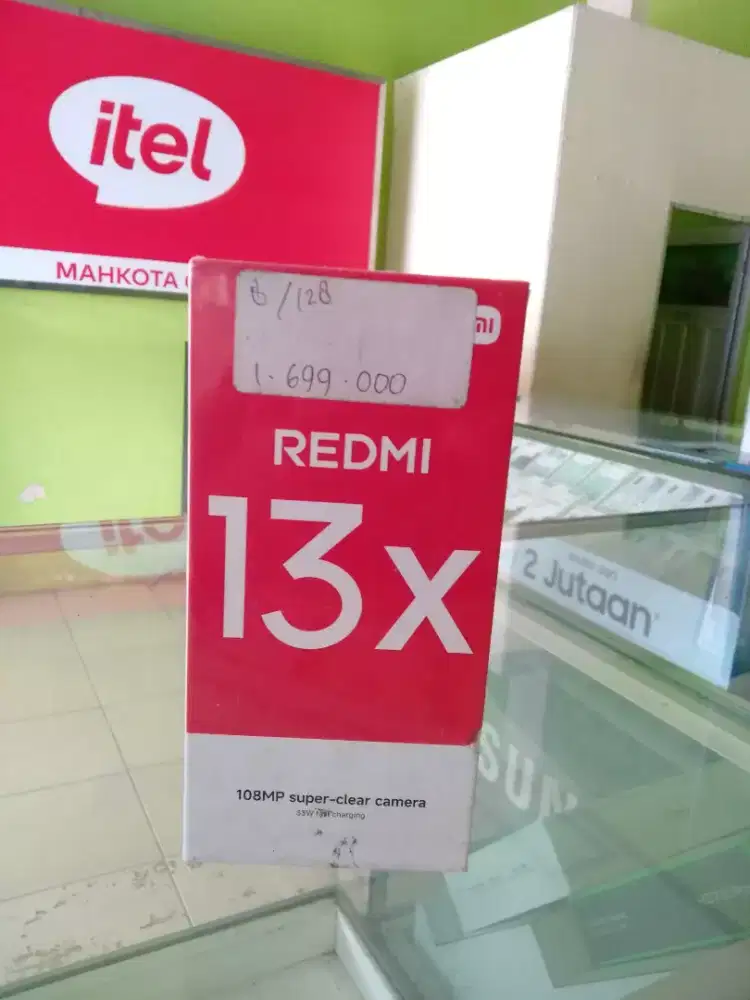 itel
MAHKOTA
8/128
1.699.000
mi
REDMI
13x
108MP super-clear camera
33W fast charging
2 Jutaan